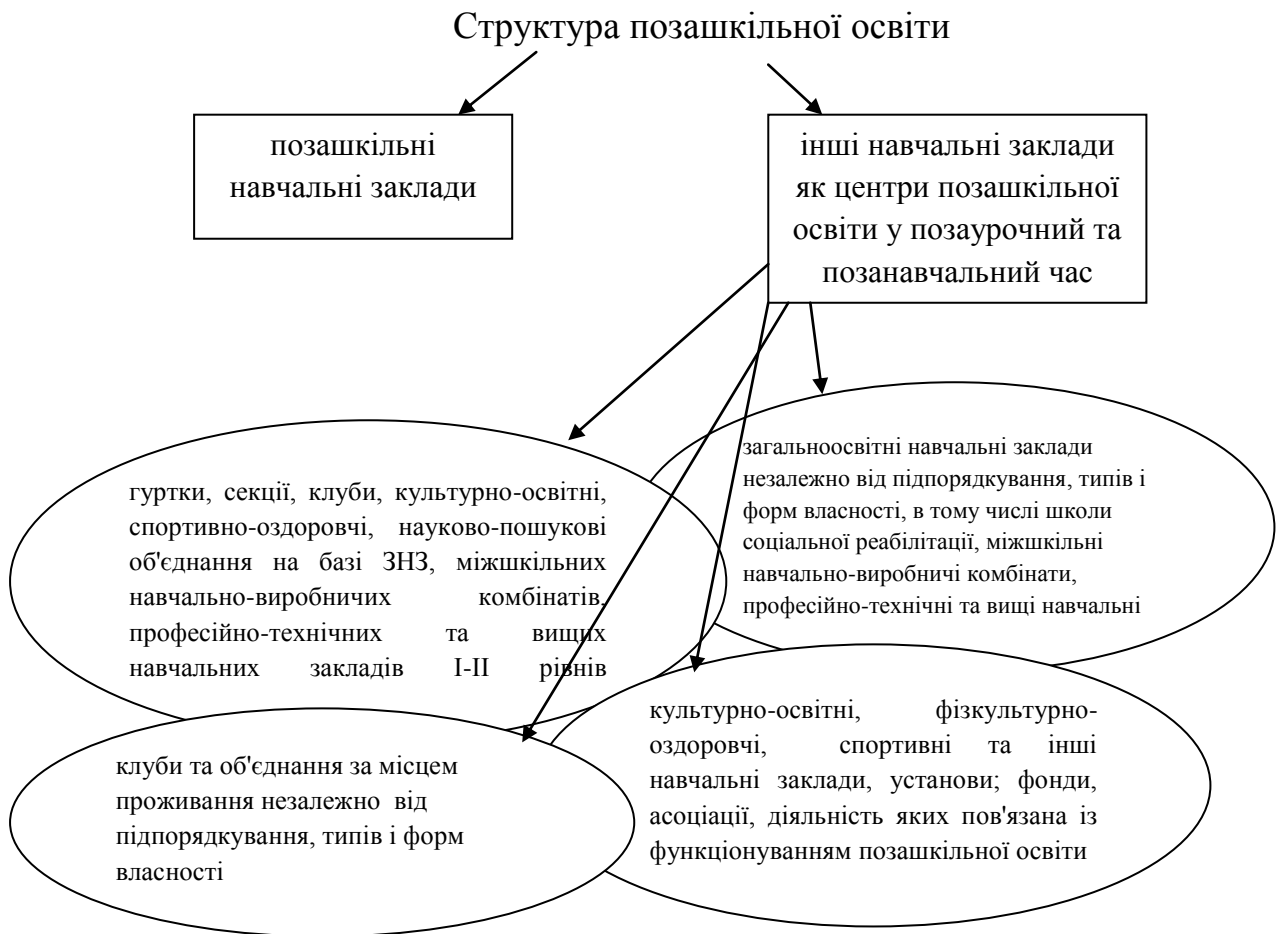 Структура позашкільної освіти
позашкільні
навчальні заклади
інші навчальні заклади
як центри позашкільної
освіти у позаурочний та
позанавчальний час
загальноосвітні навчальні заклади
незалежно від підпорядкування, типів і
форм власності, в тому числі школи
соціальної реабілітації, міжшкільні
навчально-виробничі комбінати,
професійно-технічні та вищі навчальні
гуртки, секції, клуби, культурно-освітні,
спортивно-оздоровчі, науково-пошукові
об'єднання на базі ЗНЗ, міжшкільних
навчально-виробничих комбінатів,
професійно-технічних та вищих
навчальних закладів І-ІІ рівнів
культурно-освітні, фізкультурно-
оздоровчі, спортивні та інші
навчальні заклади, установи; фонди,
асоціації, діяльність яких пов'язана із
функціонуванням позашкільної освіти
клуби та об'єднання за місцем
проживання незалежно від
підпорядкування, типів і форм
власності